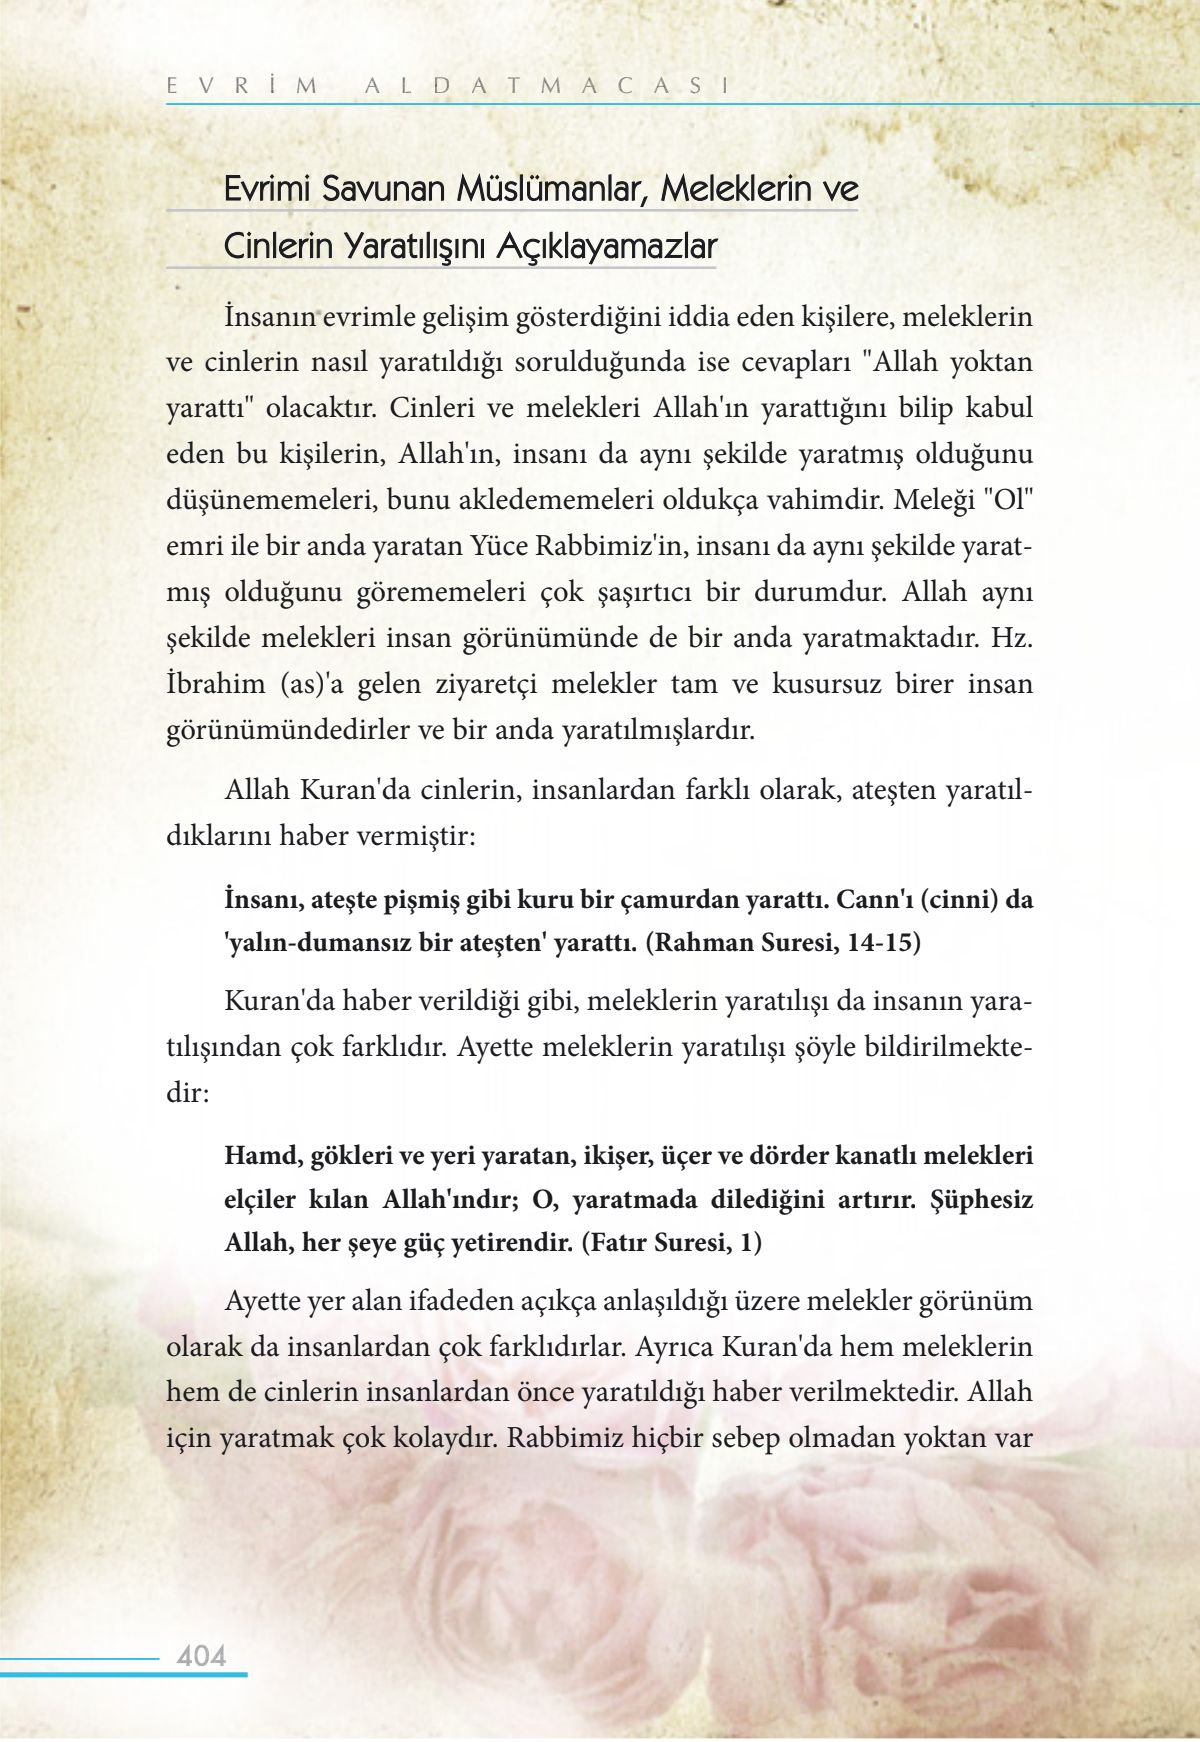 EVRİM ALDATMACASI
Evrimi Savunan Müslümanlar, Meleklerin ve
Cinlerin Yaratılışını Açıklayamazlar
İnsanın evrimle gelişim gösterdiğini iddia eden kişilere, meleklerin
ve cinlerin nasıl yaratıldığı sorulduğunda ise cevapları "Allah yoktan
yarattı" olacaktır. Cinleri ve melekleri Allah'ın yarattığını bilip kabul
eden bu kişilerin, Allah'ın, insanı da aynı şekilde yaratmış olduğunu
düşünememeleri, bunu akledememeleri oldukça vahimdir. Meleği "Ol"
emri ile bir anda yaratan Yüce Rabbimiz'in, insanı da aynı şekilde yarat-
mış olduğunu görememeleri çok şaşırtıcı bir durumdur. Allah aynı
şekilde melekleri insan görünümünde de bir anda yaratmaktadır. Hz.
İbrahim (as)'a gelen ziyaretçi melekler tam ve kusursuz birer insan
görünümündedirler ve bir anda yaratılmışlardır.
Allah Kuran'da cinlerin, insanlardan farklı olarak, ateşten yaratıl-
dıklarını haber vermiştir:
İnsanı, ateşte pişmiş gibi kuru bir çamurdan yarattı. Cann'ı (cinni) da
'yalın-dumansız bir ateşten' yarattı. (Rahman Suresi, 14-15)
Kuran'da haber verildiği gibi, meleklerin yaratılışı da insanın yara-
tılışından çok farklıdır. Ayette meleklerin yaratılışı şöyle bildirilmekte-
dir:
Hamd, gökleri ve yeri yaratan, ikişer, üçer ve dörder kanatlı melekleri
elçiler kılan Allah'ındır; O, yaratmada dilediğini artırır. Şüphesiz
Allah, her şeye güç yetirendir. (Fatır Suresi, 1)
Ayette yer alan ifadeden açıkça anlaşıldığı üzere melekler görünüm
olarak da insanlardan çok farklıdırlar. Ayrıca Kuran'da hem meleklerin
hem de cinlerin insanlardan önce yaratıldığı haber verilmektedir. Allah
için yaratmak çok kolaydır. Rabbimiz hiçbir sebep olmadan yoktan var
404